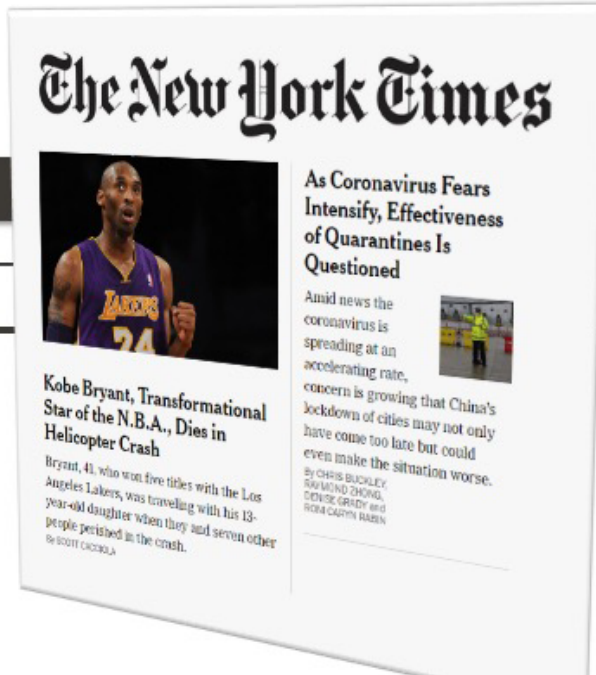 The New York Times
LAKERS
24
Kobe Bryant, Transformational
Star of the N.B.A., Dies in
Helicopter Crash
Bryant, 41, who won five titles with the Los
Angeles Lakers, was traveling with his 13-
year-old daughter when they and seven other
people perished in the crash.
By SCOTT CACCIOLA
As Coronavirus Fears
Intensify, Effectiveness
of Quarantines Is
Questioned
Amid news the
coronavirus is
spreading at an
accelerating rate,
concern is growing that China's
lockdown of cities may not only
have come too late but could
even make the situation worse.
By CHRIS BUCKLEY,
RAYMOND ZHONG,
DENISE GRADY and
RONI CARYN RABIN